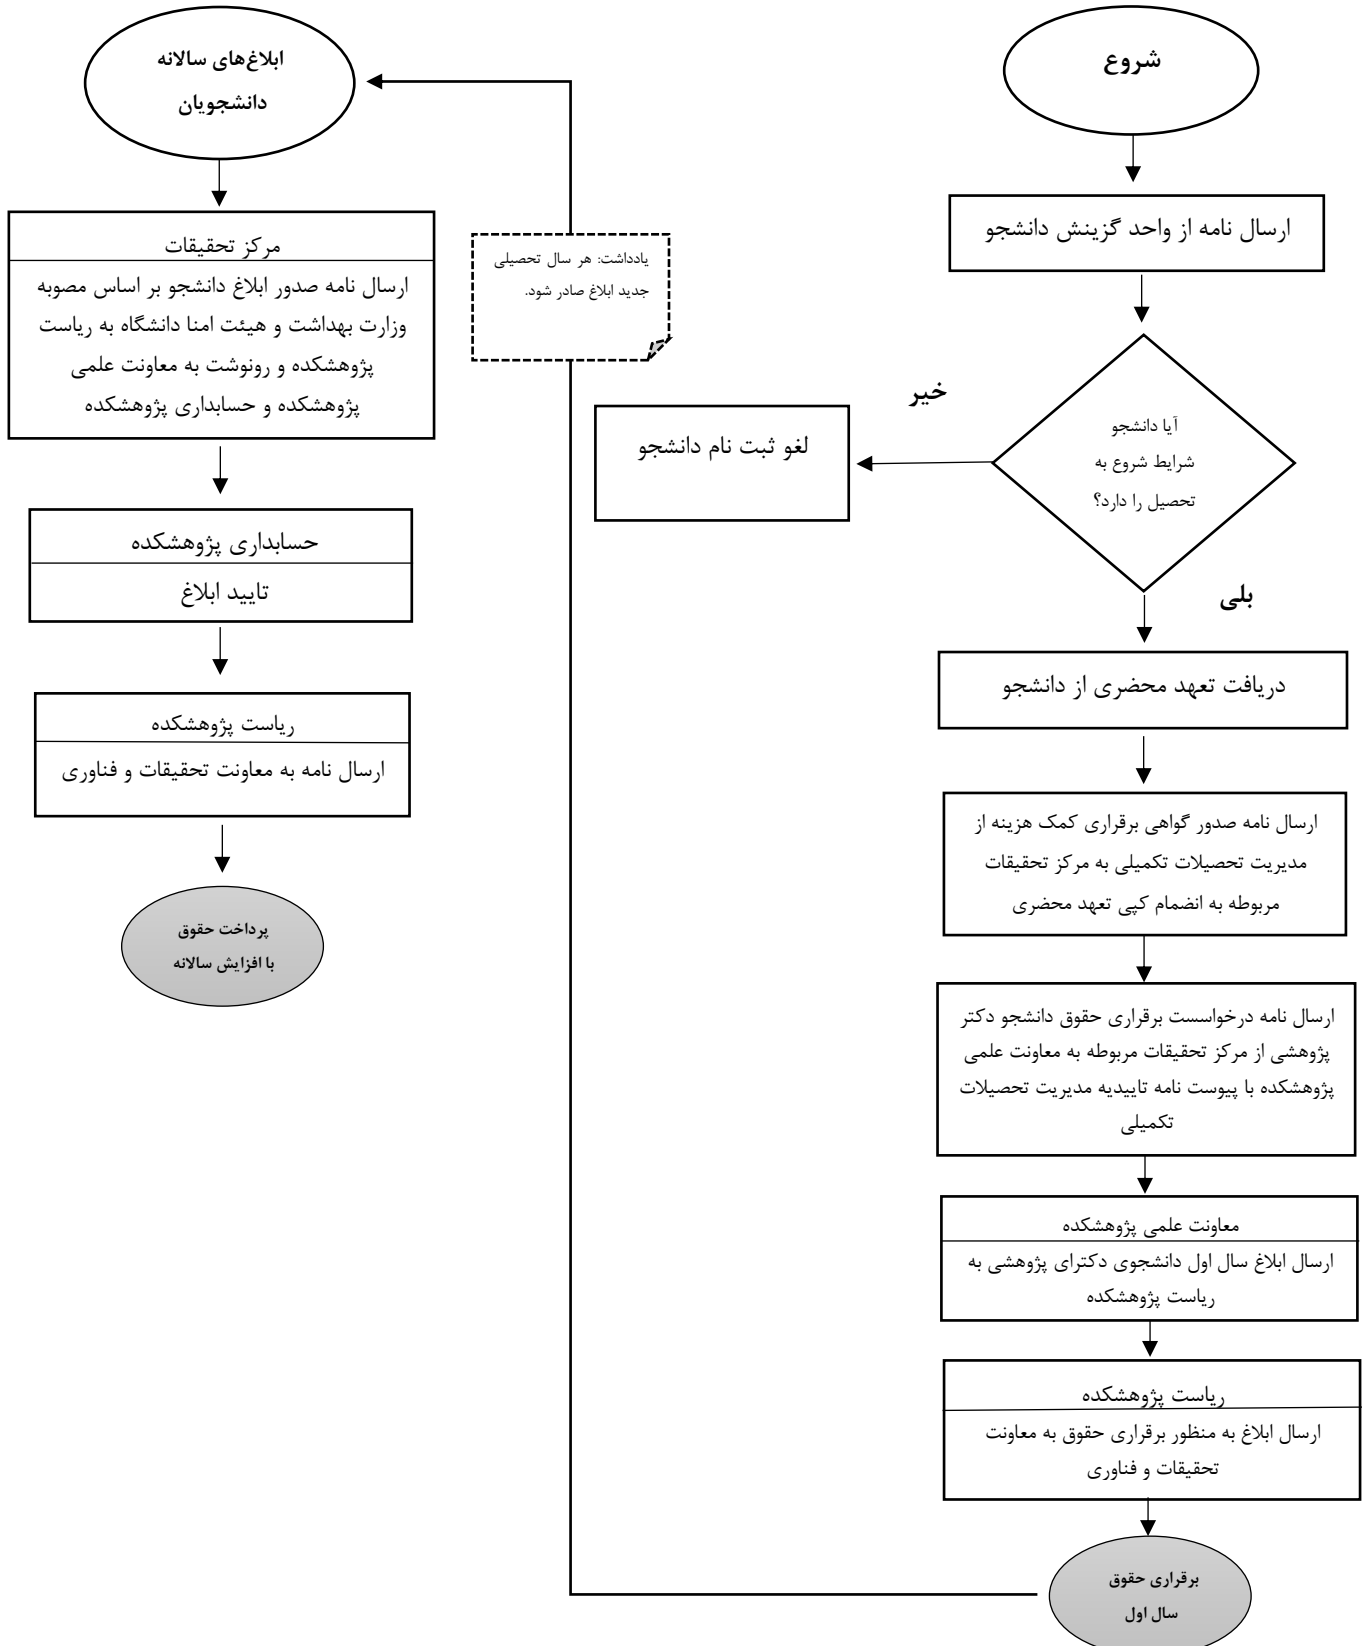 شروع
ارسال نامه از واحد گزینش دانشجو
آیا دانشجو
شرایط شروع به
تحصیل را دارد؟
خیر
لغو ثبت نام دانشجو
بلی
دریافت تعهد محضری از دانشجو
ارسال نامه صدور گواهی برقراری کمک هزینه از
مدیریت تحصیلات تکمیلی به مرکز تحقیقات
مربوطه به انضمام کپی تعهد محضری
ارسال نامه درخواسست برقراری حقوق دانشجو دکتر
پژوهشی از مرکز تحقیقات مربوطه به معاونت علمی
پژوهشکده با پیوست نامه تاییدیه مدیریت تحصیلات
تکمیلی
معاونت علمی پژوهشکده
ارسال ابلاغ سال اول دانشجوی دکترای پژوهشی به
ریاست پژوهشکده
ریاست پژوهشکده
ارسال ابلاغ به منظور برقراری حقوق به معاونت
تحقیقات و فناوری
برقراری حقوق
سال اول
یادداشت: هر سال تحصیلی
جدید ابلاغ صادر شود.
ابلاغ‌های سالانه
دانشجویان
مرکز تحقیقات
ارسال نامه صدور ابلاغ دانشجو بر اساس مصوبه
وزارت بهداشت و هیئت امنا دانشگاه به ریاست
پژوهشکده و رونوشت به معاونت علمی
پژوهشکده و حسابداری پژوهشکده
حسابداری پژوهشکده
تایید ابلاغ
ریاست پژوهشکده
ارسال نامه به معاونت تحقیقات و فناوری
پرداخت حقوق
با افزایش سالانه